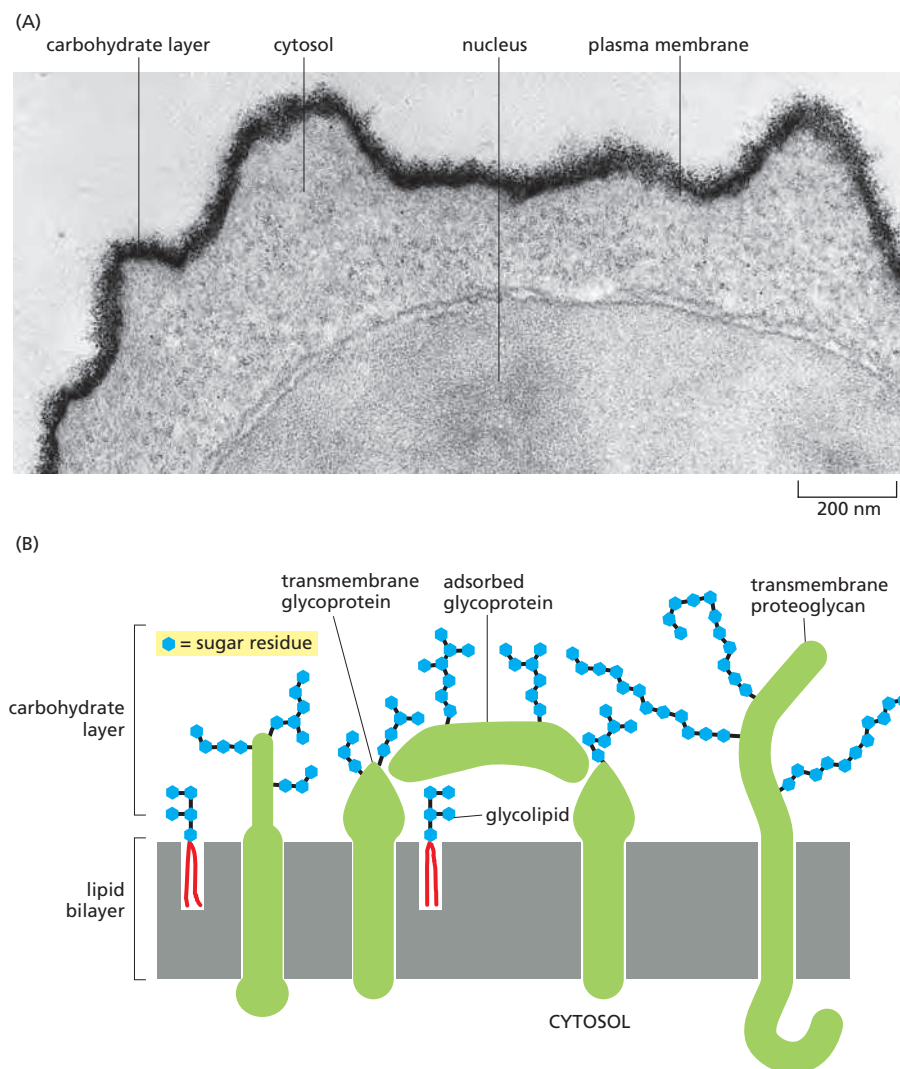 (A)
carbohydrate layer
cytosol
nucleus
plasma membrane
200 nm
(B)
transmembrane
glycoprotein
adsorbed
glycoprotein
transmembrane
proteoglycan
= sugar residue
carbohydrate
layer
glycolipid
lipid
bilayer
CYTOSOL